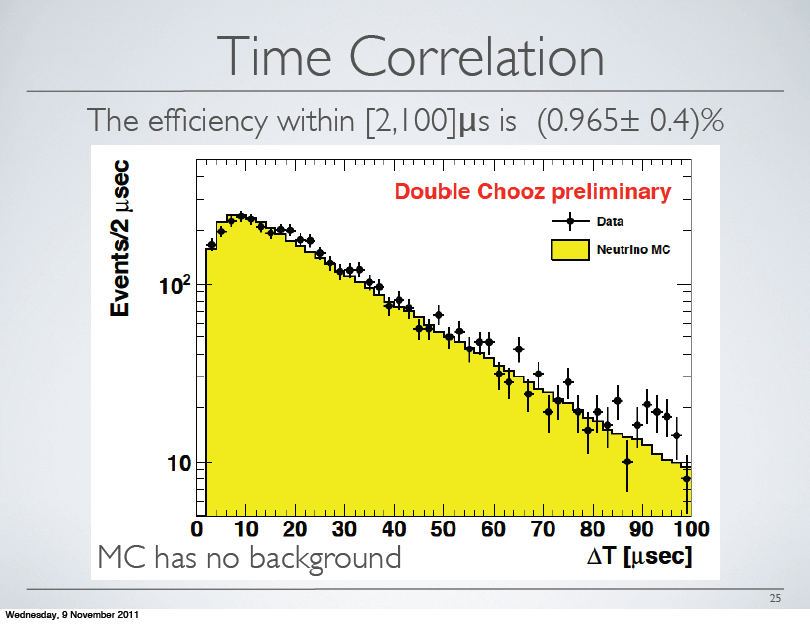 Time Correlation
The efficiency within [2,100]μs is (0.965± 0.4)%
Events/2 μsec
Double Chooz preliminary
Data
Neutrino MC
10²
10
0 10 20 30 40 50 60 70 80 90 100
MC has no background
ΔT [μsec]
25
Wednesday, 9 November 2011